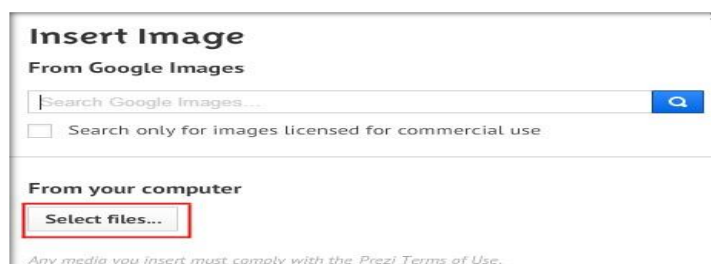 Insert Image
From Google Images
Search Google Images...
Search only for images licensed for commercial use
From your computer
Select files...
Any media you insert must comply with the Prezi Terms of Use.